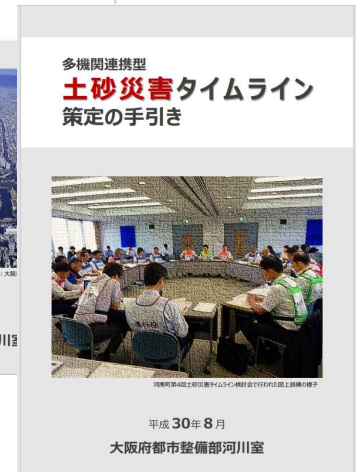 多機関連携型
土砂災害タイムライン
策定の手引き
河南町第4回土砂災害タイムライン検討会で行われた図上訓練の様子
平成30年8月
大阪府都市整備部河川室